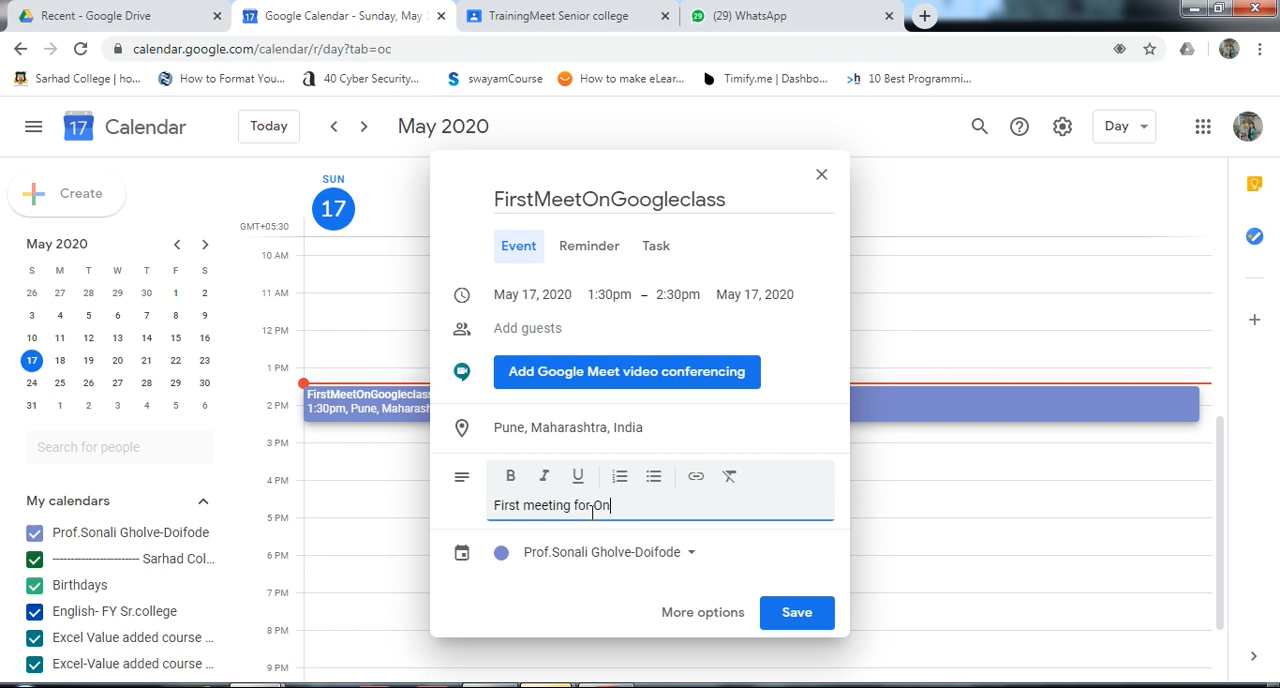 Recent - Google Drive
Google Calendar - Sunday, May
TrainingMeet Senior college
(29) WhatsApp
calendar.google.com/calendar/r/day?tab=oc
Sarhad College | ho...
How to Format You...
40 Cyber Security...
swayamCourse
How to make eLear...
Timify.me | Dashbo...
10 Best Programmi...
17
Calendar
Today
May 2020
Day
Create
SUN
17
GMT+05:30
May 2020
S M T W T F S
26 27 28 29 30 1 2
3 4 5 6 7 8 9
10 11 12 13 14 15 16
17 18 19 20 21 22 23
24 25 26 27 28 29 30
31 1 2 3 4 5 6
Search for people
My calendars
Prof.Sonali Gholve-Doifode
------------------------ Sarhad Col...
Birthdays
English- FY Sr.college
Excel Value added course ...
Excel-Value added course ...
10 AM
11 AM
12 PM
1 PM
2 PM
3 PM
4 PM
5 PM
6 PM
7 PM
8 PM
9 PM
FirstMeetOnGoogleclass
1:30pm, Pune, Maharash
FirstMeetOnGoogleclass
Event Reminder Task
May 17, 2020 1:30pm – 2:30pm May 17, 2020
Add guests
Add Google Meet video conferencing
Pune, Maharashtra, India
B I U
First meeting for On
Prof.Sonali Gholve-Doifode
More options
Save